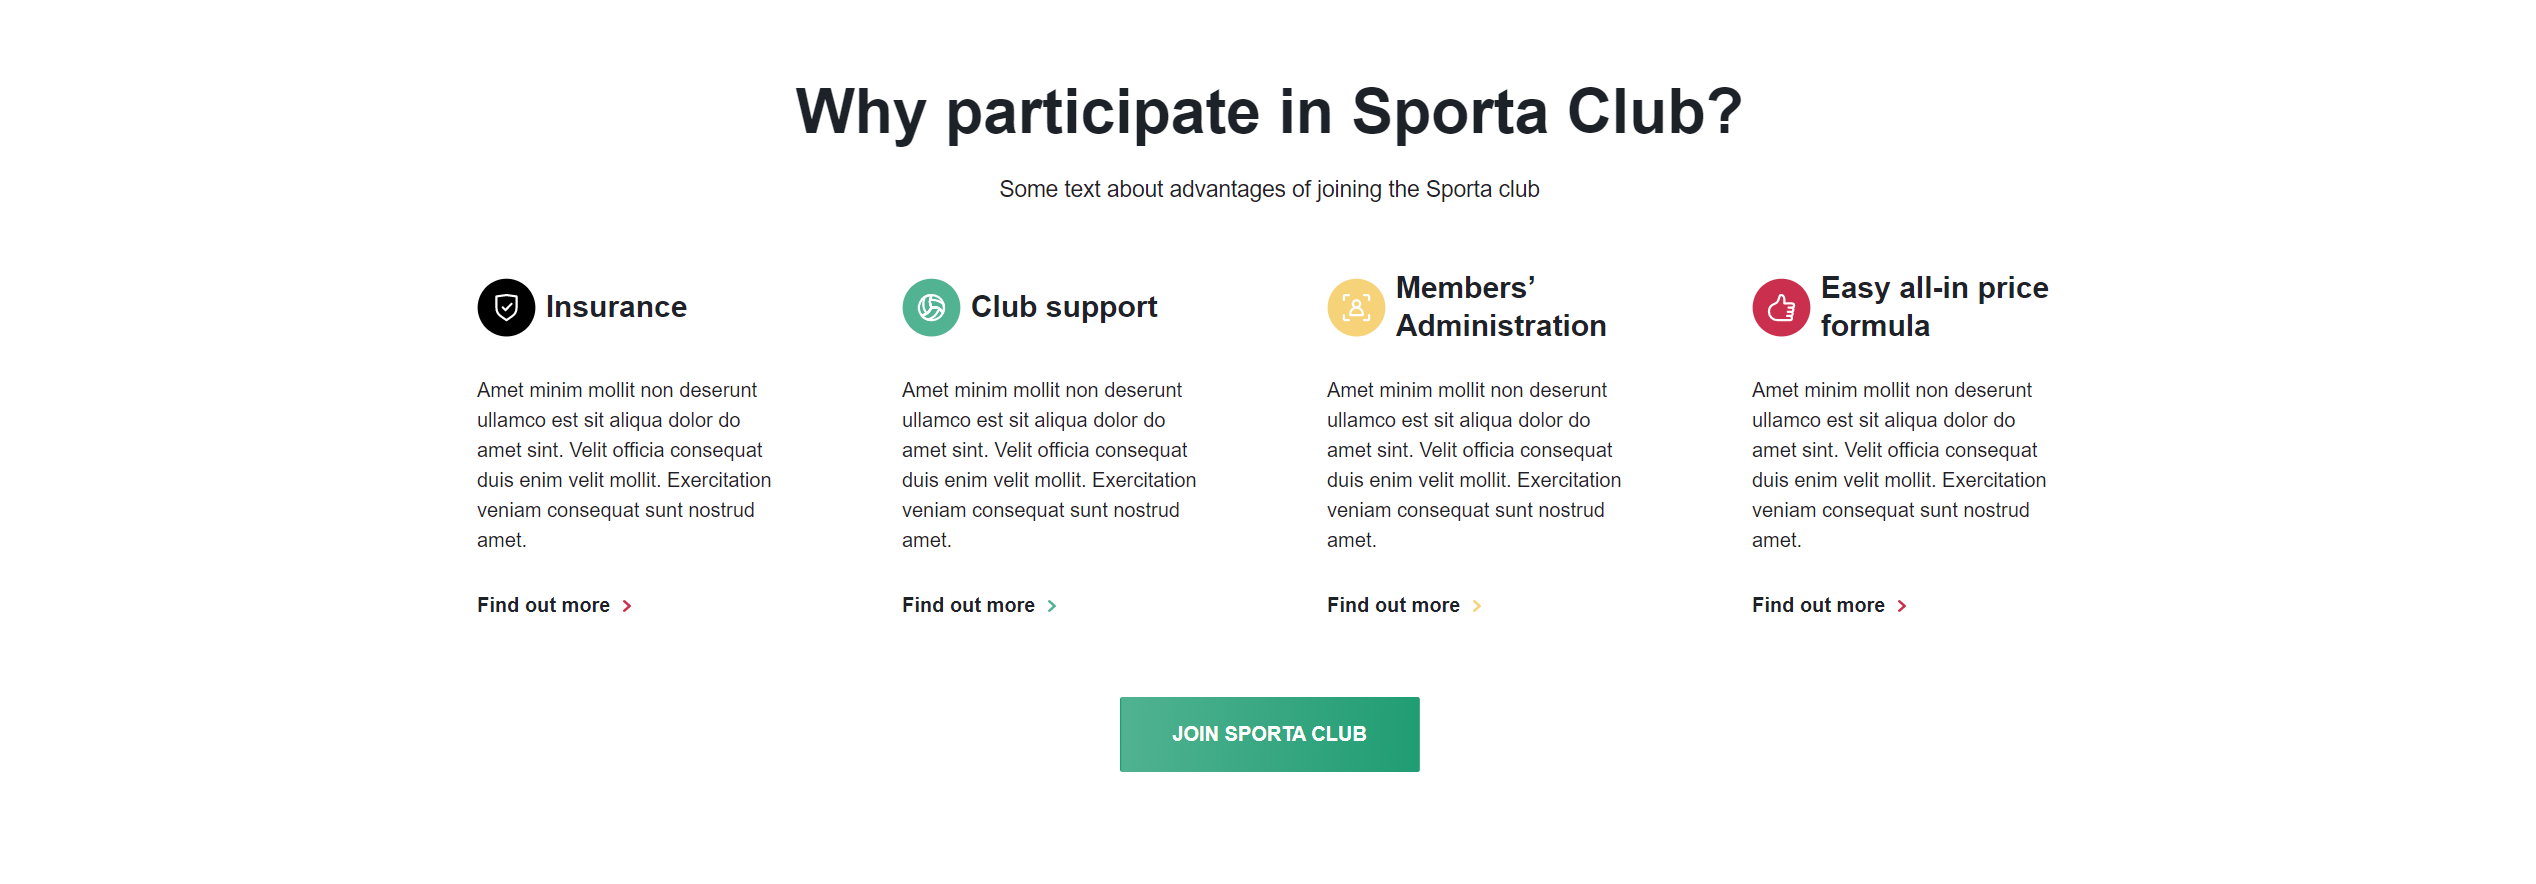 Why participate in Sporta Club?
Some text about advantages of joining the Sporta club
Insurance
Amet minim mollit non deserunt
ullamco est sit aliqua dolor do
amet sint. Velit officia consequat
duis enim velit mollit. Exercitation
veniam consequat sunt nostrud
amet.
Find out more
Club support
Amet minim mollit non deserunt
ullamco est sit aliqua dolor do
amet sint. Velit officia consequat
duis enim velit mollit. Exercitation
veniam consequat sunt nostrud
amet.
Find out more
Members’
Administration
Amet minim mollit non deserunt
ullamco est sit aliqua dolor do
amet sint. Velit officia consequat
duis enim velit mollit. Exercitation
veniam consequat sunt nostrud
amet.
Find out more
Easy all-in price
formula
Amet minim mollit non deserunt
ullamco est sit aliqua dolor do
amet sint. Velit officia consequat
duis enim velit mollit. Exercitation
veniam consequat sunt nostrud
amet.
Find out more
JOIN SPORTA CLUB